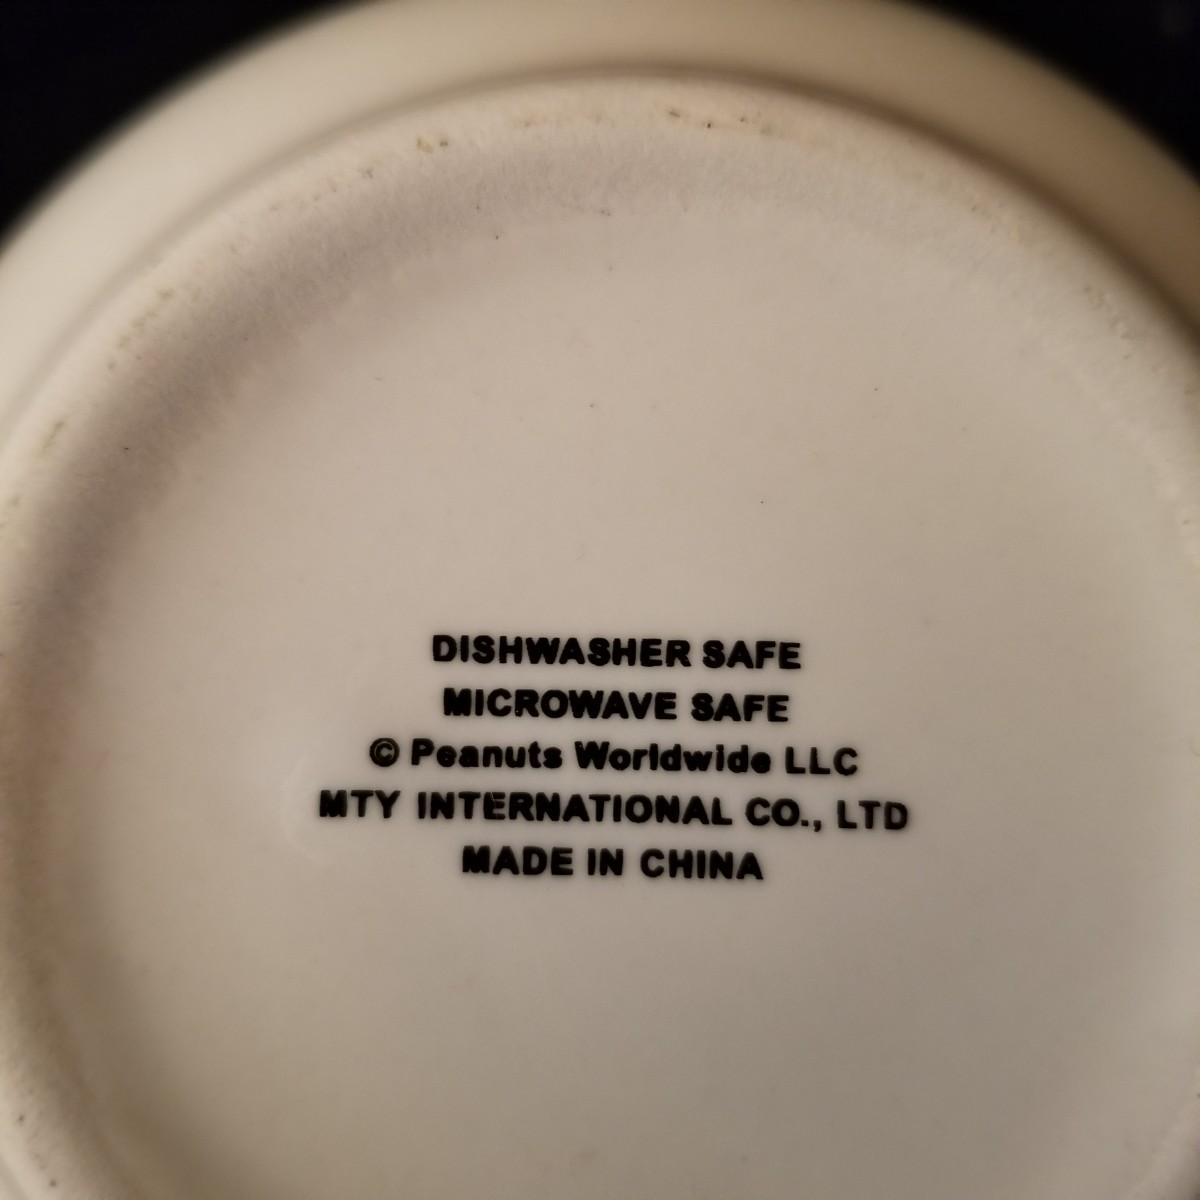 DISHWASHER SAFE
MICROWAVE SAFE
© Peanuts Worldwide LLC
MTY INTERNATIONAL CO., LTD
MADE IN CHINA